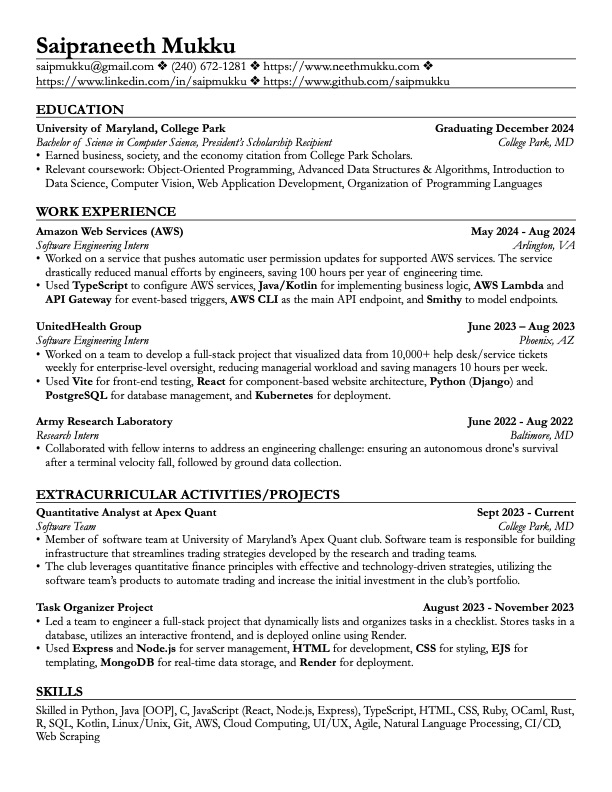 Saipraneeth Mukku
saipmukku@gmail.com ❖ (240) 672-1281 ❖ https://www.neethmukku.com ❖
https://www.linkedin.com/in/saipmukku ❖ https://www.github.com/saipmukku
EDUCATION
University of Maryland, College Park Graduating December 2024
Bachelor of Science in Computer Science, President's Scholarship Recipient College Park, MD
• Earned business, society, and the economy citation from College Park Scholars.
• Relevant coursework: Object-Oriented Programming, Advanced Data Structures & Algorithms, Introduction to
Data Science, Computer Vision, Web Application Development, Organization of Programming Languages
WORK EXPERIENCE
Amazon Web Services (AWS) May 2024 - Aug 2024
Software Engineering Intern Arlington, VA
• Worked on a service that pushes automatic user permission updates for supported AWS services. The service
drastically reduced manual efforts by engineers, saving 100 hours per year of engineering time.
• Used TypeScript to configure AWS services, Java/Kotlin for implementing business logic, AWS Lambda and
API Gateway for event-based triggers, AWS CLI as the main API endpoint, and Smithy to model endpoints.
UnitedHealth Group June 2023 – Aug 2023
Software Engineering Intern Phoenix, AZ
• Worked on a team to develop a full-stack project that visualized data from 10,000+ help desk/service tickets
weekly for enterprise-level oversight, reducing managerial workload and saving managers 10 hours per week.
• Used Vite for front-end testing, React for component-based website architecture, Python (Django) and
PostgreSQL for database management, and Kubernetes for deployment.
Army Research Laboratory June 2022 - Aug 2022
Research Intern Baltimore, MD
• Collaborated with fellow interns to address an engineering challenge: ensuring an autonomous drone's survival
after a terminal velocity fall, followed by ground data collection.
EXTRACURRICULAR ACTIVITIES/PROJECTS
Quantitative Analyst at Apex Quant Sept 2023 - Current
Software Team College Park, MD
• Member of software team at University of Maryland's Apex Quant club. Software team is responsible for building
infrastructure that streamlines trading strategies developed by the research and trading teams.
• The club leverages quantitative finance principles with effective and technology-driven strategies, utilizing the
software team's products to automate trading and increase the initial investment in the club's portfolio.
Task Organizer Project August 2023 - November 2023
• Led a team to engineer a full-stack project that dynamically lists and organizes tasks in a checklist. Stores tasks in a
database, utilizes an interactive frontend, and is deployed online using Render.
• Used Express and Node.js for server management, HTML for development, CSS for styling, EJS for
templating, MongoDB for real-time data storage, and Render for deployment.
SKILLS
Skilled in Python, Java [OOP], C, JavaScript (React, Node.js, Express), TypeScript, HTML, CSS, Ruby, OCaml, Rust,
R, SQL, Kotlin, Linux/Unix, Git, AWS, Cloud Computing, UI/UX, Agile, Natural Language Processing, CI/CD,
Web Scraping